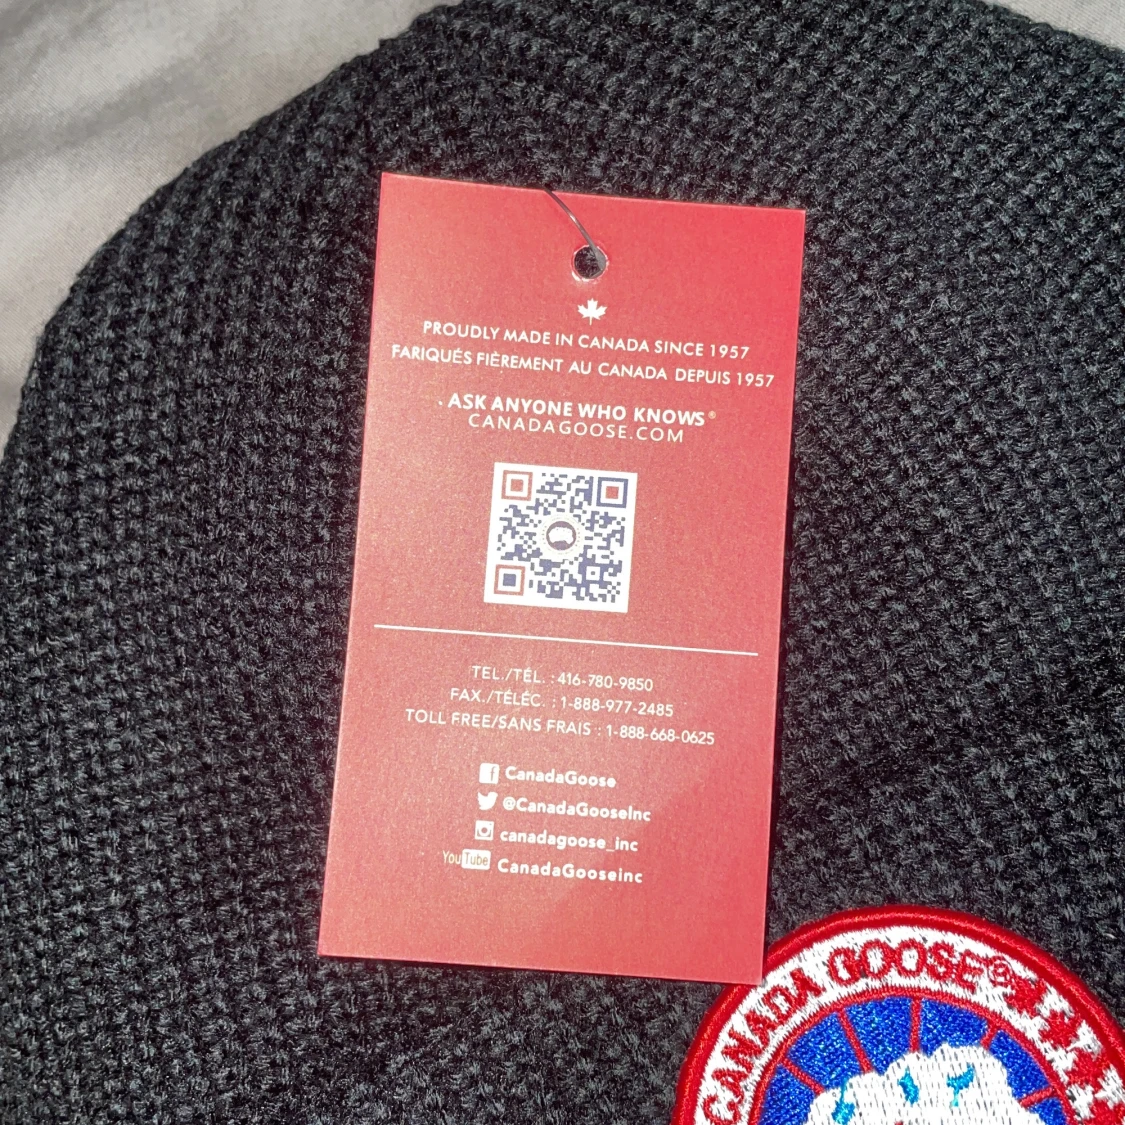 PROUDLY MADE IN CANADA SINCE 1957
FARIQUÉS FIÈREMENT AU CANADA DEPUIS 1957
ASK ANYONE WHO KNOWS®
CANADAGOOSE.COM
TEL./TÉL. : 416-780-9850
FAX./TÉLÉC. : 1-888-977-2485
TOLL FREE/SANS FRAIS : 1-888-668-0625
f CanadaGoose
@CanadaGooseInc
canadagoose_inc
YouTube CanadaGooseinc
CANADA GOOSE®